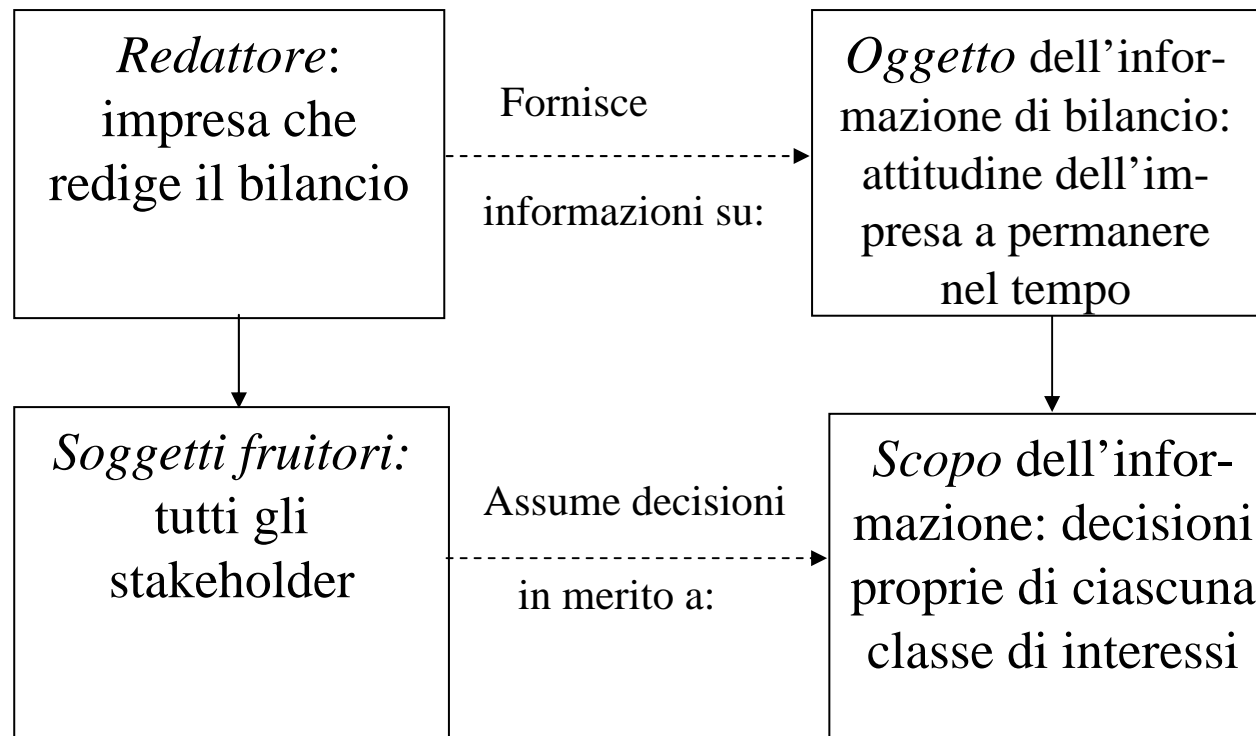 Redattore:
impresa che
redige il bilancio
Fornisce
informazioni su:
Oggetto dell’infor-
mazione di bilancio:
attitudine dell’im-
presa a permanere
nel tempo
Soggetti fruitori:
tutti gli
stakeholder
Assume decisioni
in merito a:
Scopo dell’infor-
mazione: decisioni
proprie di ciascuna
classe di interessi